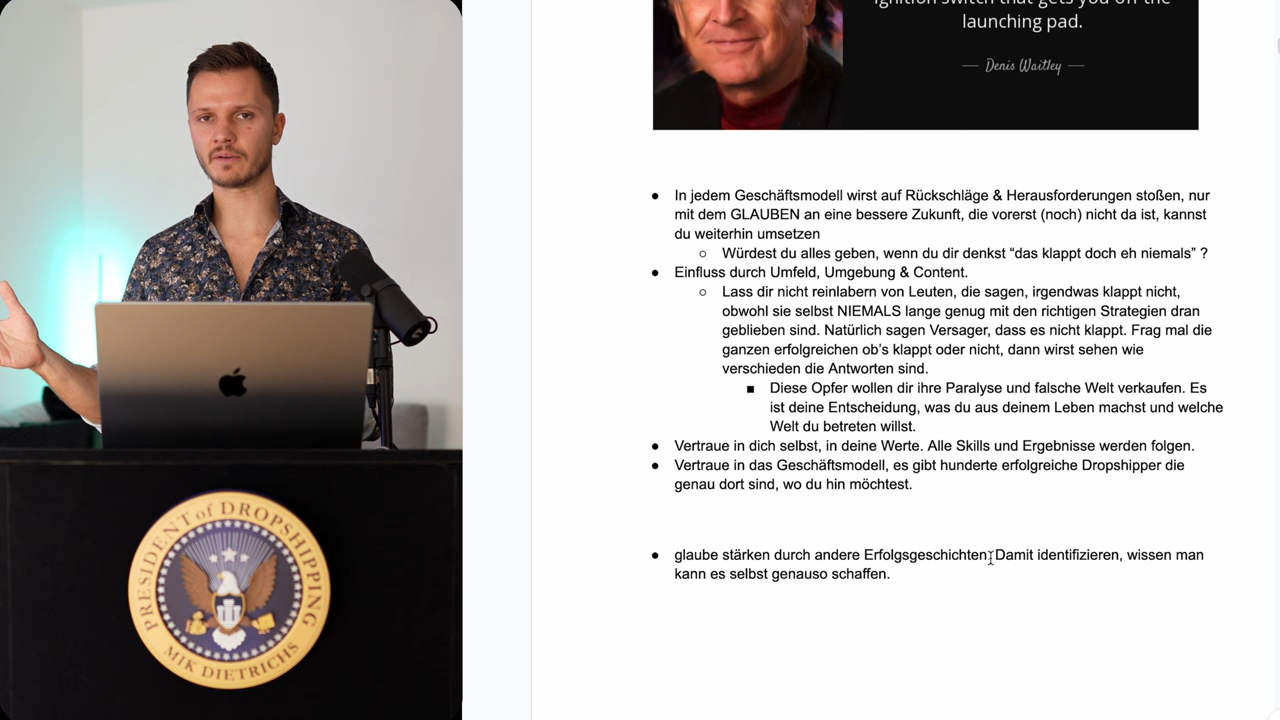 ignition switch that gets you off the
launching pad.
— Denis Waitley —
● In jedem Geschäftsmodell wirst auf Rückschläge & Herausforderungen stoßen, nur
mit dem GLAUBEN an eine bessere Zukunft, die vorerst (noch) nicht da ist, kannst
du weiterhin umsetzen
○ Würdest du alles geben, wenn du dir denkst “das klappt doch eh niemals” ?
● Einfluss durch Umfeld, Umgebung & Content.
○ Lass dir nicht reinlabern von Leuten, die sagen, irgendwas klappt nicht,
obwohl sie selbst NIEMALS lange genug mit den richtigen Strategien dran
geblieben sind. Natürlich sagen Versager, dass es nicht klappt. Frag mal die
ganzen erfolgreichen ob’s klappt oder nicht, dann wirst sehen wie
verschieden die Antworten sind.
■ Diese Opfer wollen dir ihre Paralyse und falsche Welt verkaufen. Es
ist deine Entscheidung, was du aus deinem Leben machst und welche
Welt du betreten willst.
● Vertraue in dich selbst, in deine Werte. Alle Skills und Ergebnisse werden folgen.
● Vertraue in das Geschäftsmodell, es gibt hunderte erfolgreiche Dropshipper die
genau dort sind, wo du hin möchtest.
● glaube stärken durch andere Erfolgsgeschichten. Damit identifizieren, wissen man
kann es selbst genauso schaffen.
PRESIDENT of DROPSHIPPING
MIK DIETRICHS